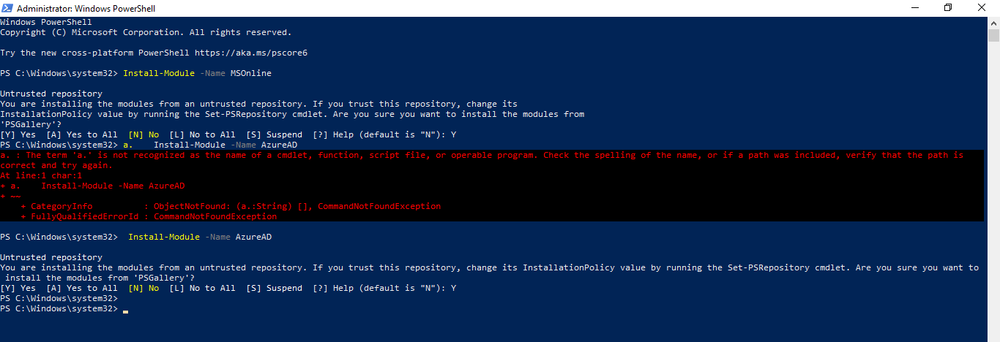 Administrator: Windows PowerShell
Windows PowerShell
Copyright (C) Microsoft Corporation. All rights reserved.
Try the new cross-platform PowerShell https://aka.ms/pscore6
PS C:\Windows\system32> Install-Module -Name MSOnline
Untrusted repository
You are installing the modules from an untrusted repository. If you trust this repository, change its
InstallationPolicy value by running the Set-PSRepository cmdlet. Are you sure you want to install the modules from
'PSGallery'?
[Y] Yes  [A] Yes to All  [N] No  [L] No to All  [S] Suspend  [?] Help (default is "N"): Y
PS C:\Windows\system32> a.    Install-Module -Name AzureAD
a. : The term 'a.' is not recognized as the name of a cmdlet, function, script file, or operable program. Check the spelling of the name, or if a path was included, verify that the path is
correct and try again.
At line:1 char:1
+ a.    Install-Module -Name AzureAD
+ ~~
    + CategoryInfo          : ObjectNotFound: (a.:String) [], CommandNotFoundException
    + FullyQualifiedErrorId : CommandNotFoundException
PS C:\Windows\system32>  Install-Module -Name AzureAD
Untrusted repository
You are installing the modules from an untrusted repository. If you trust this repository, change its InstallationPolicy value by running the Set-PSRepository cmdlet. Are you sure you want to
 install the modules from 'PSGallery'?
[Y] Yes  [A] Yes to All  [N] No  [L] No to All  [S] Suspend  [?] Help (default is "N"): Y
PS C:\Windows\system32>
PS C:\Windows\system32>